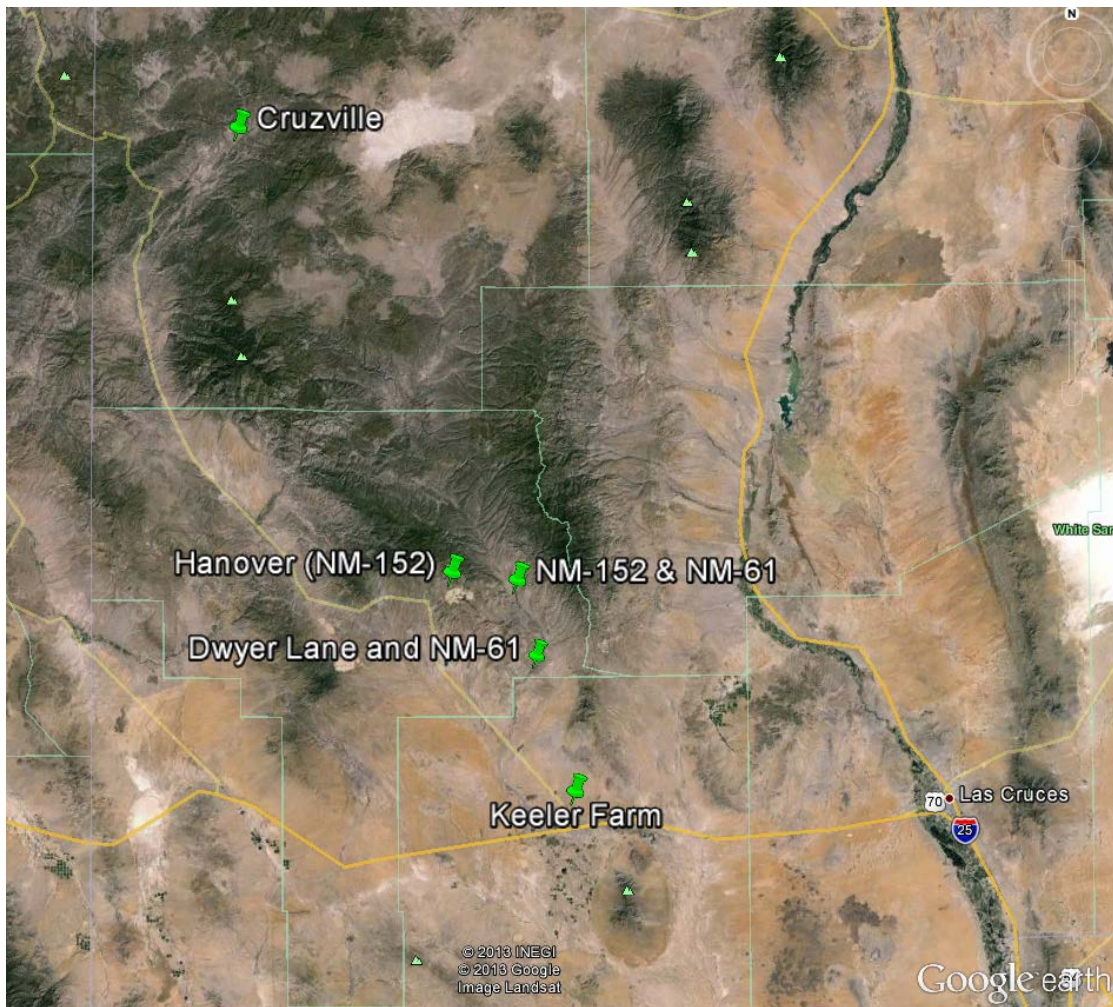 N
Cruzville
White Sar
Hanover (NM-152)
NM-152 & NM-61
Dwyer Lane and NM-61
Keeler Farm
70
Las Cruces
25
© 2013 INEGI
© 2013 Google
Image Landsat
Google earth